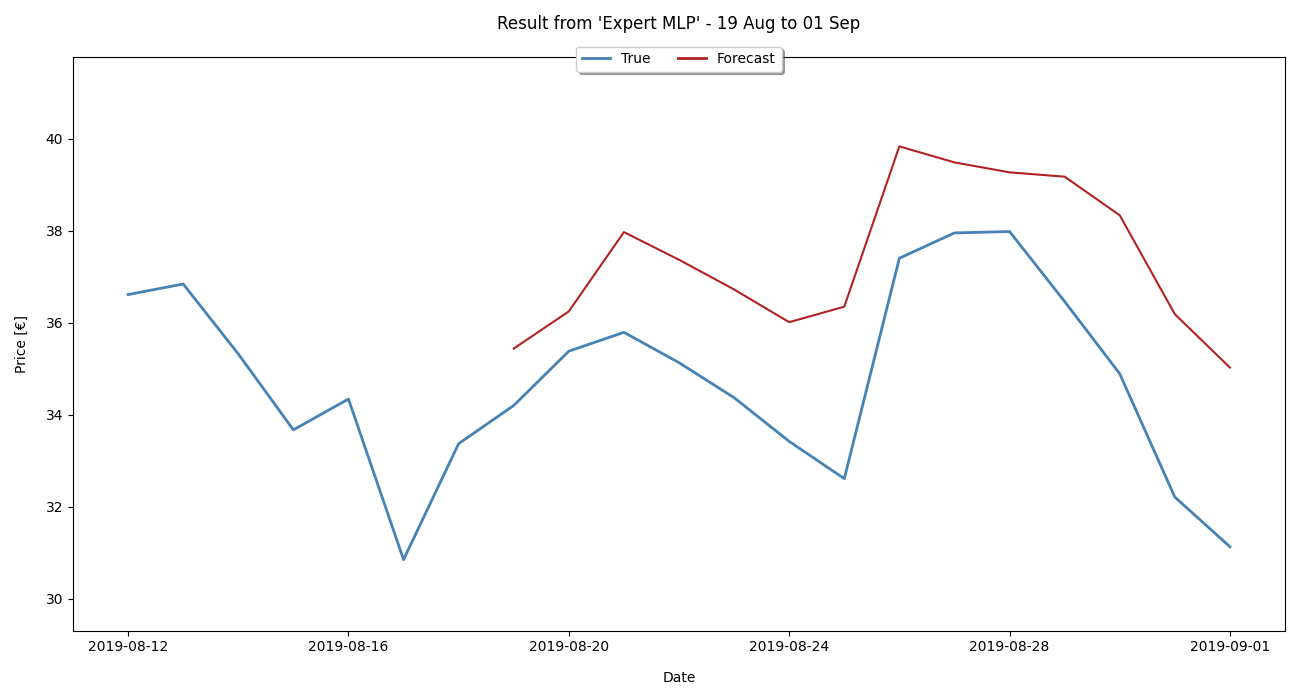 Result from 'Expert MLP' - 19 Aug to 01 Sep
True Forecast
40
38
36
34
32
30
Price [€]
2019-08-12 2019-08-16 2019-08-20 2019-08-24 2019-08-28 2019-09-01
Date